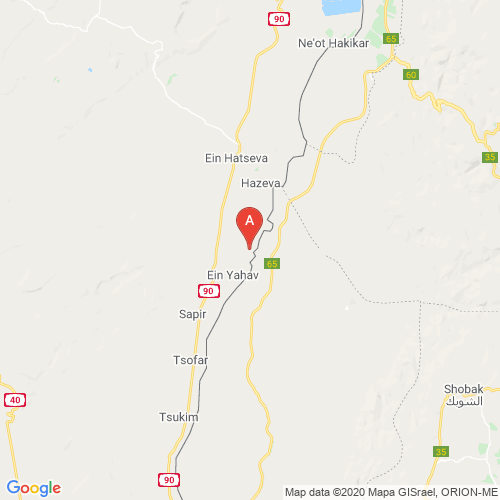 90
Ne'ot Hakikar
65
60
35
Ein Hatseva
Hazeva
A
65
Ein Yahav
90
Sapir
Tsofar
Shobak
الشوبك
40
Tsukim
35
90
Google
Map data ©2020 Mapa GISrael, ORION-ME